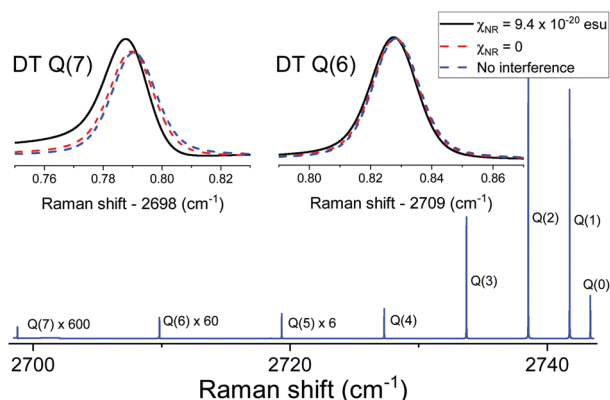 χNR = 9.4 x 10-20 esu
χNR = 0
No interference
DT Q(7)
DT Q(6)
0.76 0.78 0.80 0.82
0.80 0.82 0.84 0.86
Raman shift - 2698 (cm-1)
Raman shift - 2709 (cm-1)
Q(2)
Q(1)
Q(3)
Q(0)
Q(7) x 600
Q(6) x 60
Q(5) x 6
Q(4)
2700 2720 2740
Raman shift (cm-1)